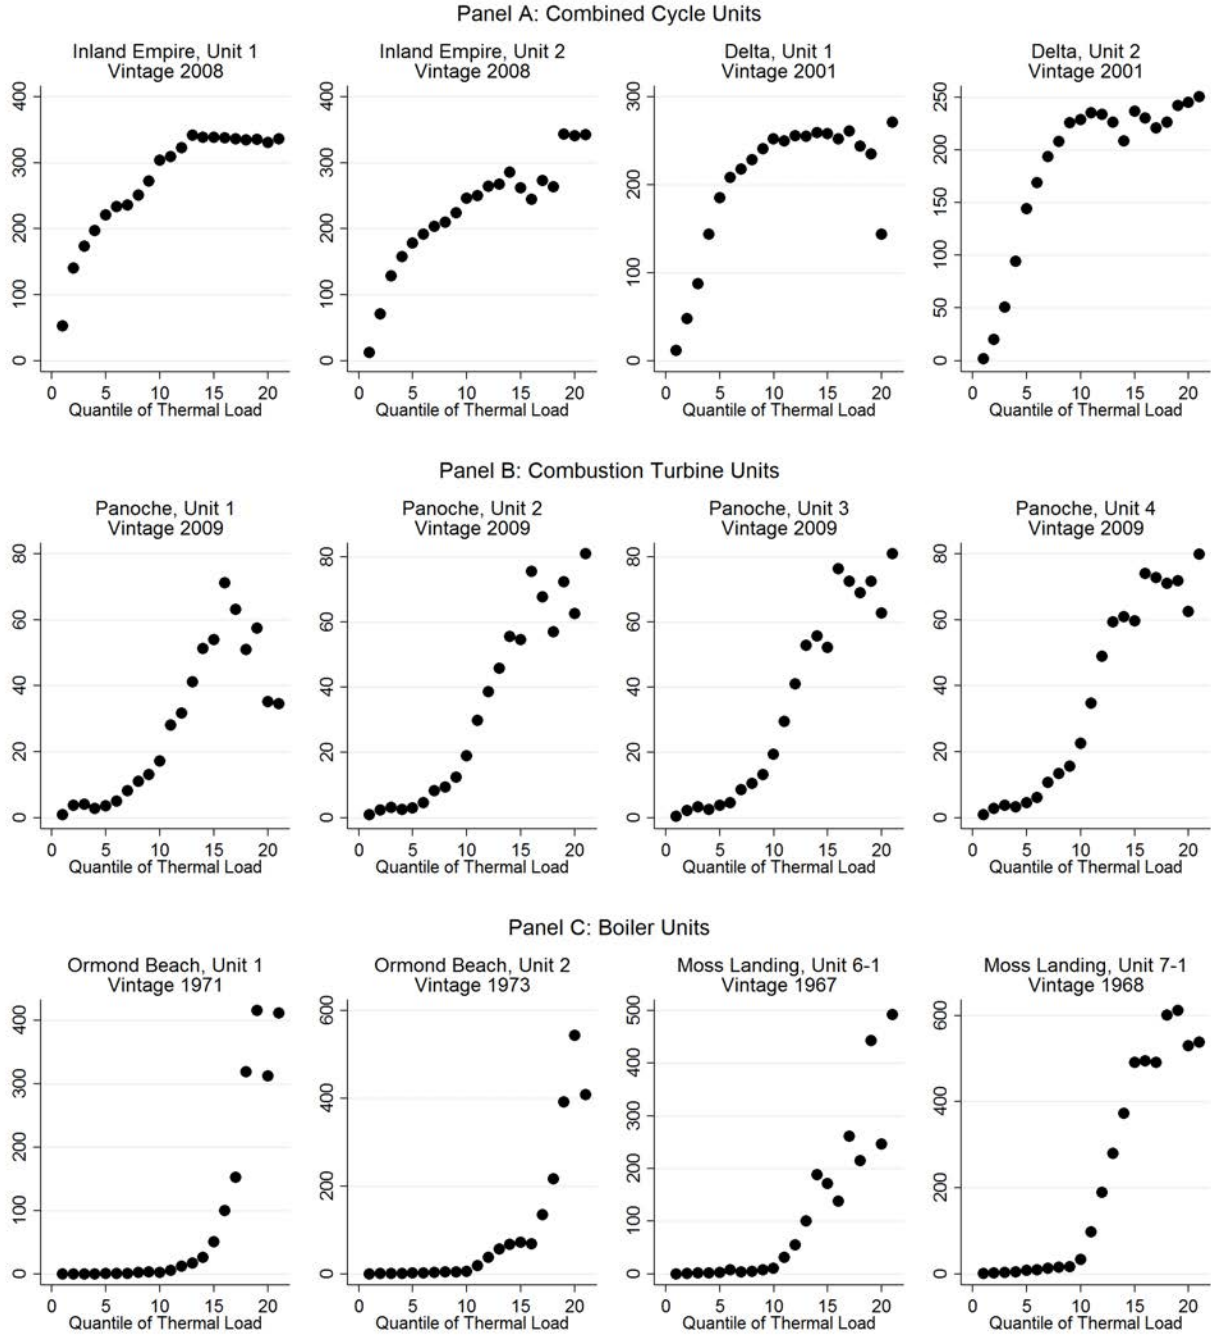 Panel A: Combined Cycle Units
Inland Empire, Unit 1
Vintage 2008
400
300
200
100
0
0 5 10 15 20
Quantile of Thermal Load
Inland Empire, Unit 2
Vintage 2008
400
300
200
100
0
0 5 10 15 20
Quantile of Thermal Load
Delta, Unit 1
Vintage 2001
300
200
100
0
0 5 10 15 20
Quantile of Thermal Load
Delta, Unit 2
Vintage 2001
250
200
150
100
50
0
0 5 10 15 20
Quantile of Thermal Load
Panel B: Combustion Turbine Units
Panoche, Unit 1
Vintage 2009
80
60
40
20
0
0 5 10 15 20
Quantile of Thermal Load
Panoche, Unit 2
Vintage 2009
80
60
40
20
0
0 5 10 15 20
Quantile of Thermal Load
Panoche, Unit 3
Vintage 2009
80
60
40
20
0
0 5 10 15 20
Quantile of Thermal Load
Panoche, Unit 4
Vintage 2009
80
60
40
20
0
0 5 10 15 20
Quantile of Thermal Load
Panel C: Boiler Units
Ormond Beach, Unit 1
Vintage 1971
400
300
200
100
0
0 5 10 15 20
Quantile of Thermal Load
Ormond Beach, Unit 2
Vintage 1973
600
400
200
0
0 5 10 15 20
Quantile of Thermal Load
Moss Landing, Unit 6-1
Vintage 1967
500
400
300
200
100
0
0 5 10 15 20
Quantile of Thermal Load
Moss Landing, Unit 7-1
Vintage 1968
600
400
200
0
0 5 10 15 20
Quantile of Thermal Load